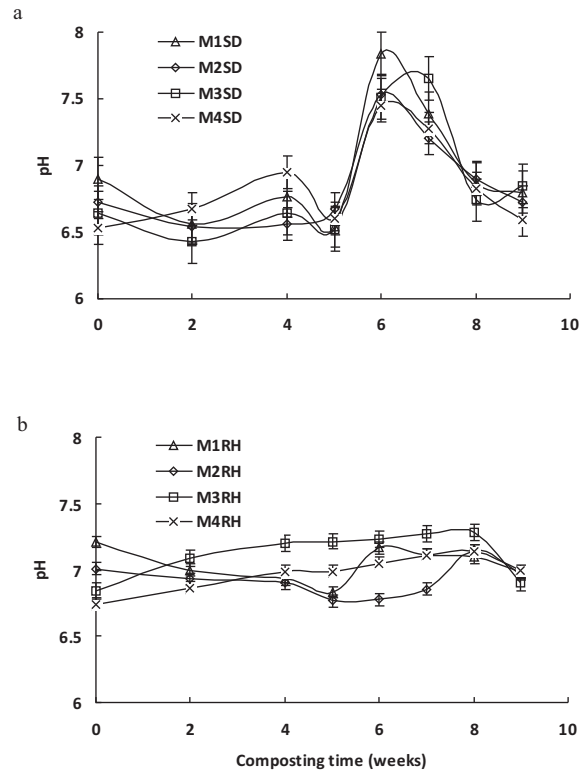 a
8
M1SD
M2SD
M3SD
M4SD
7.5
pH
7
6.5
6
0 2 4 6 8 10
b
8
M1RH
M2RH
M3RH
M4RH
7.5
pH
7
6.5
6
0 2 4 6 8 10
Composting time (weeks)